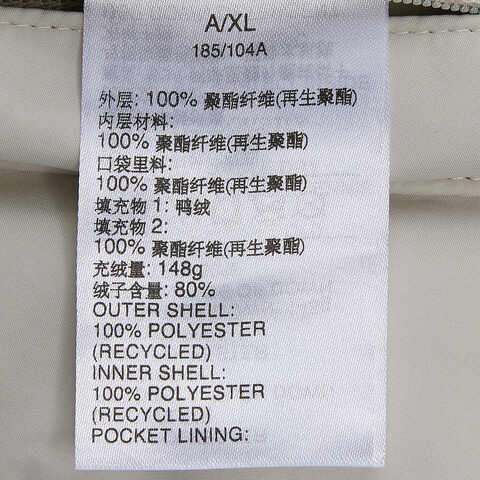 A/XL
185/104A
外层: 100% 聚酯纤维(再生聚酯)
内层材料:
100% 聚酯纤维(再生聚酯)
口袋里料:
100% 聚酯纤维(再生聚酯)
填充物 1: 鸭绒
填充物 2:
100% 聚酯纤维(再生聚酯)
充绒量: 148g
绒子含量: 80%
OUTER SHELL:
100% POLYESTER
(RECYCLED)
INNER SHELL:
100% POLYESTER
(RECYCLED)
POCKET LINING: